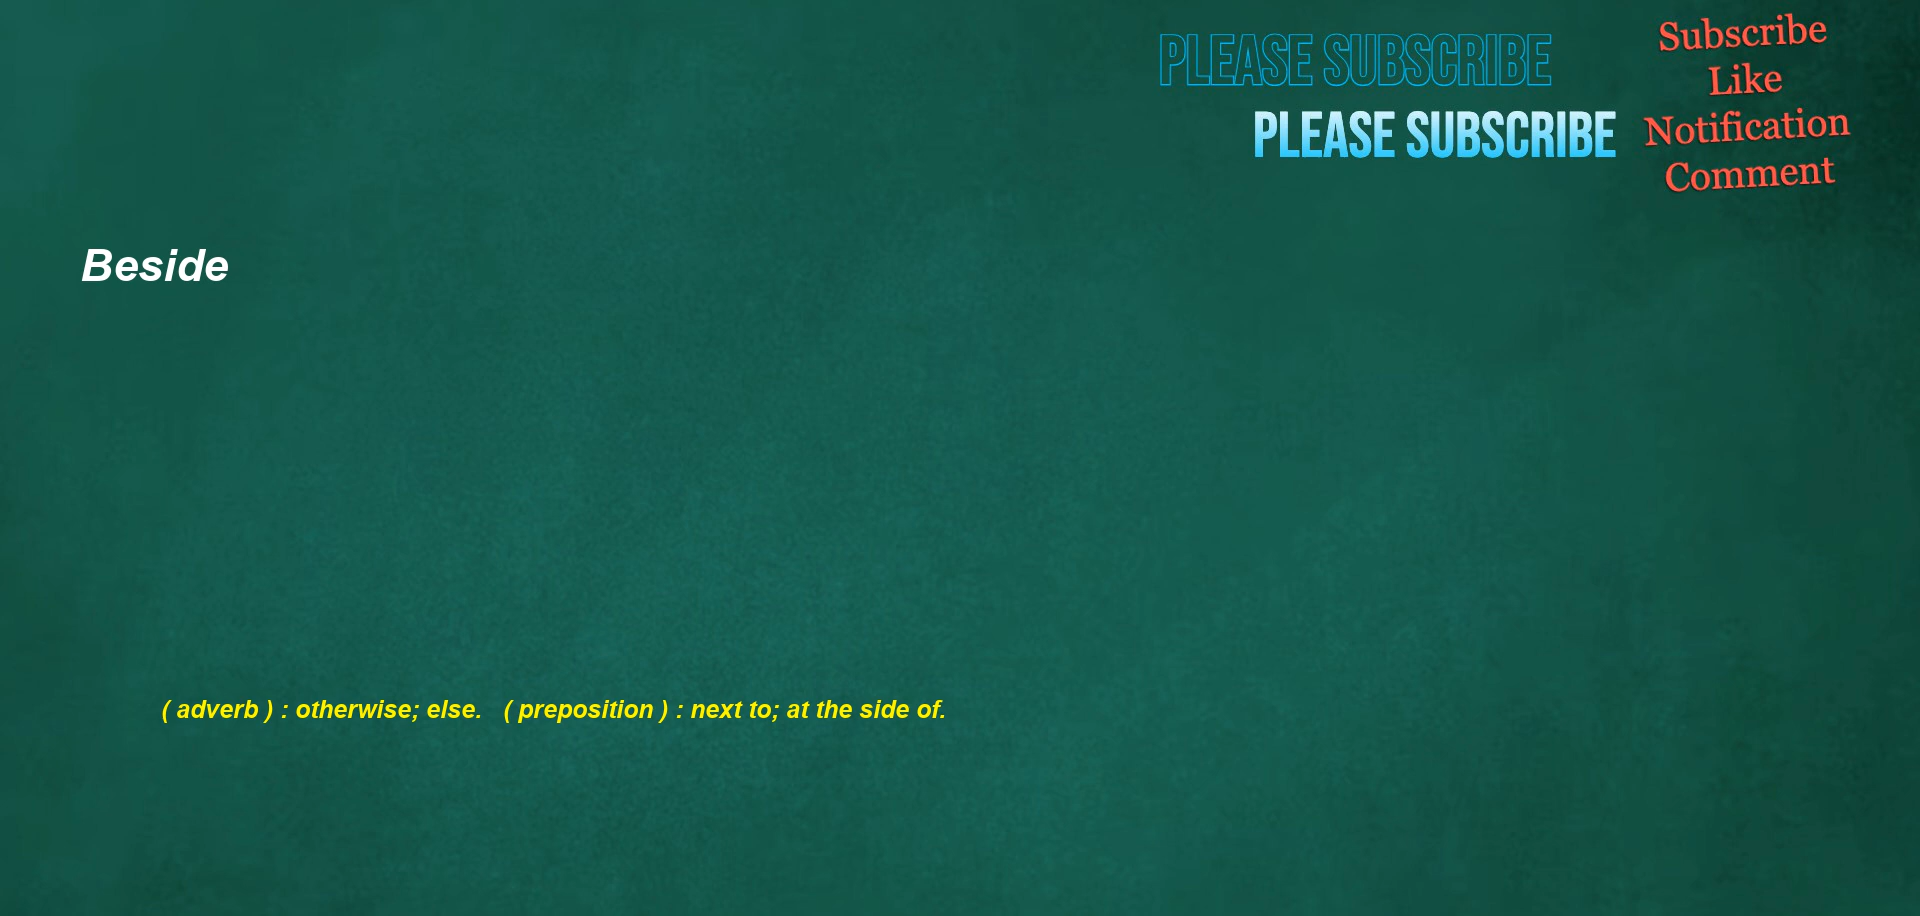 PLEASE SUBSCRIBE
PLEASE SUBSCRIBE
Subscribe
Like
Notification
Comment
Beside
( adverb ) : otherwise; else.   ( preposition ) : next to; at the side of.